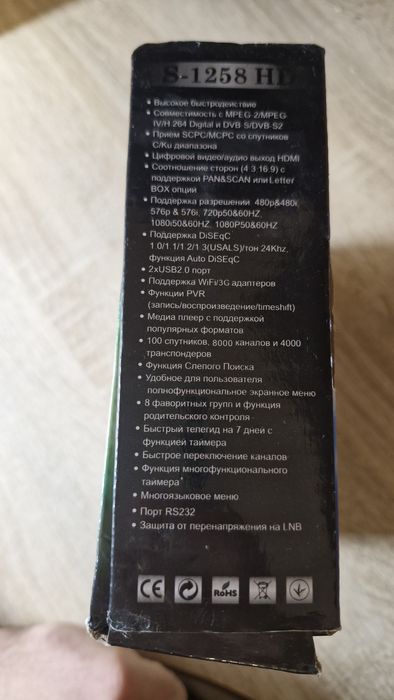 S-1258 HD
• Высокое быстродействие
• Совместимость с MPEG-2/MPEG
IV/H.264 Digital и DVB S/DVB-S2
• Приём SCPC/MCPC со спутников
C/Ku диапазона
• Цифровой видео/аудио выход HDMI
• Соотношение сторон (4:3 16:9) с
поддержкой PAN&SCAN или Letter
BOX опции
• Поддержка разрешений 480p&480i,
576p & 576i, 720p50&60HZ,
1080i50&60HZ, 1080P50&60HZ
• Поддержка DiSEqC
1.0/1.1/1.2/1.3(USALS)/тон 24Khz,
функция Auto DiSEqC
• 2xUSB2.0 порт
• Поддержка WiFi/3G адаптеров
• Функции PVR
(запись/воспроизведение/timeshift)
• Медиа плеер с поддержкой
популярных форматов
• 100 спутников, 8000 каналов и 4000
транспондеров
• Функция Слепого Поиска
• Удобное для пользователя
полнофункциональное экранное меню
• 8 фаворитных групп и функция
родительского контроля
• Быстрый телегид на 7 дней с
функцией таймера
• Быстрое переключение каналов
• Функция многофункционального
таймера
• Многоязыковое меню
• Порт RS232
• Защита от перенапряжения на LNB
CE RoHS